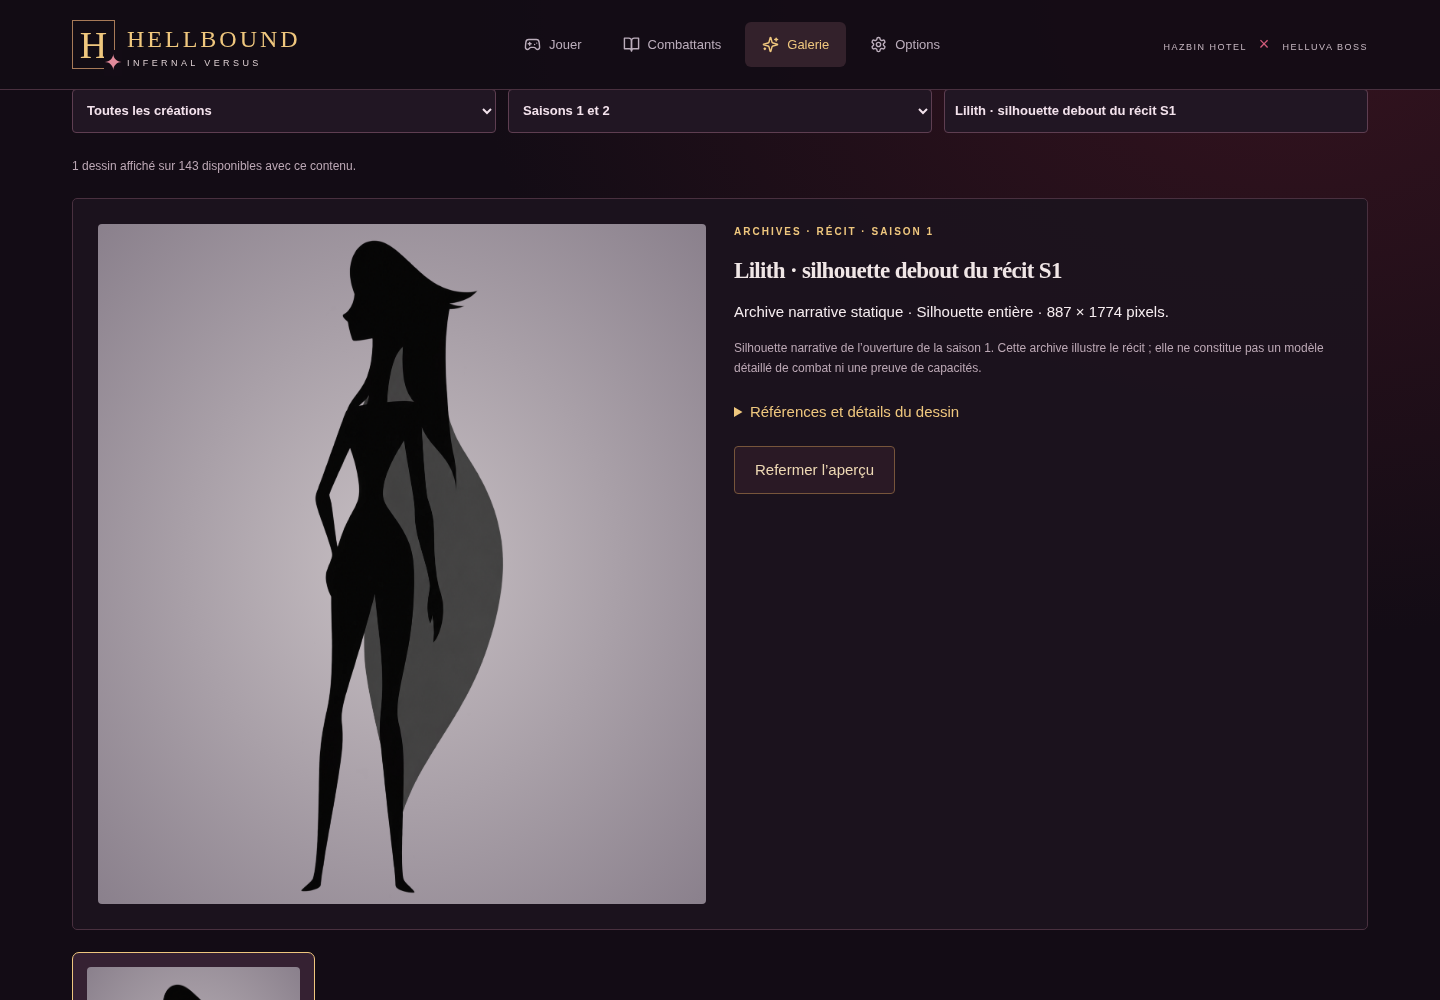 H HELLBOUND
INFERNAL VERSUS
Jouer
Combattants
Galerie
Options
HAZBIN HOTEL × HELLUVA BOSS
Toutes les créations
Saisons 1 et 2
Lilith · silhouette debout du récit S1
1 dessin affiché sur 143 disponibles avec ce contenu.
ARCHIVES · RÉCIT · SAISON 1
Lilith · silhouette debout du récit S1
Archive narrative statique · Silhouette entière · 887 × 1774 pixels.
Silhouette narrative de l’ouverture de la saison 1. Cette archive illustre le récit ; elle ne constitue pas un modèle
détaillé de combat ni une preuve de capacités.
Références et détails du dessin
Refermer l’aperçu